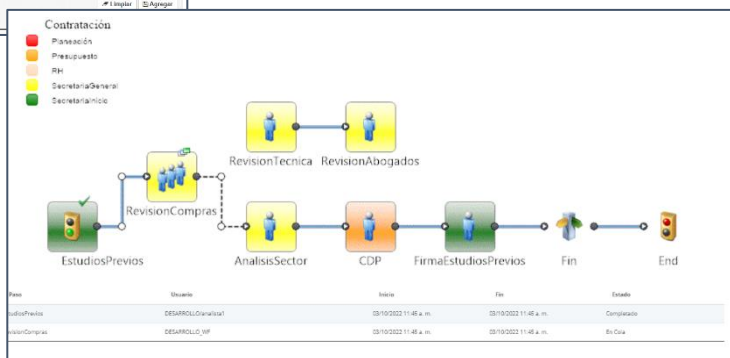 Limpiar Agregar
Contratación
Planeación
Presupuesto
RH
SecretariaGeneral
SecretariaInicio
RevisionTecnica RevisionAbogados
RevisionCompras
EstudiosPrevios AnalisisSector CDP FirmaEstudiosPrevios Fin End
Paso Usuario Inicio Fin Estado
tudiosPrevios DESARROLLO\analista1 03/10/2022 11:45 a. m. 03/10/2022 11:45 a. m. Completado
evisionCompras DESARROLLO_WF 03/10/2022 11:45 a. m. 03/10/2022 11:45 a. m. En Cola